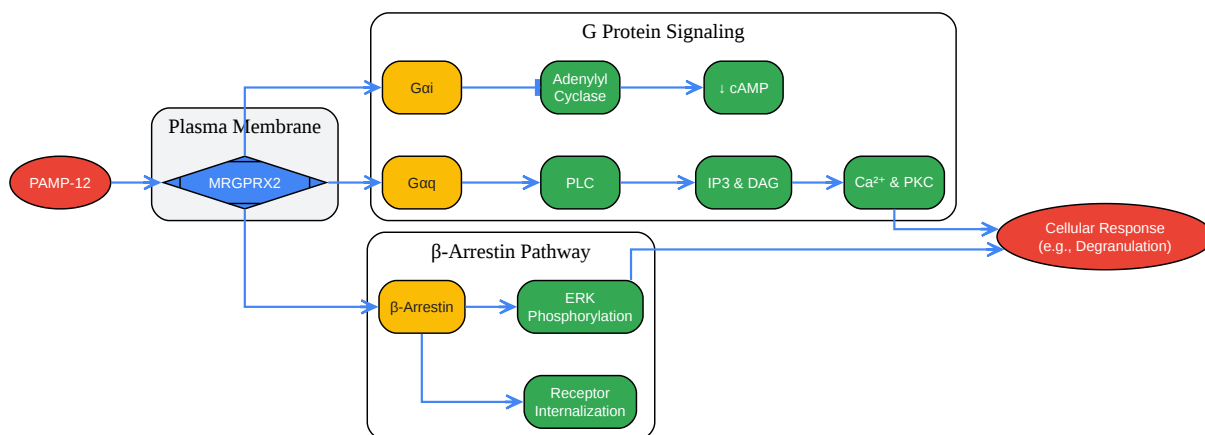 G Protein Signaling
Gαi
Adenylyl
Cyclase
↓ cAMP
Plasma Membrane
PAMP-12
MRGPRX2
Gαq
PLC
IP3 & DAG
Ca²⁺ & PKC
Cellular Response
(e.g., Degranulation)
β-Arrestin Pathway
β-Arrestin
ERK
Phosphorylation
Receptor
Internalization